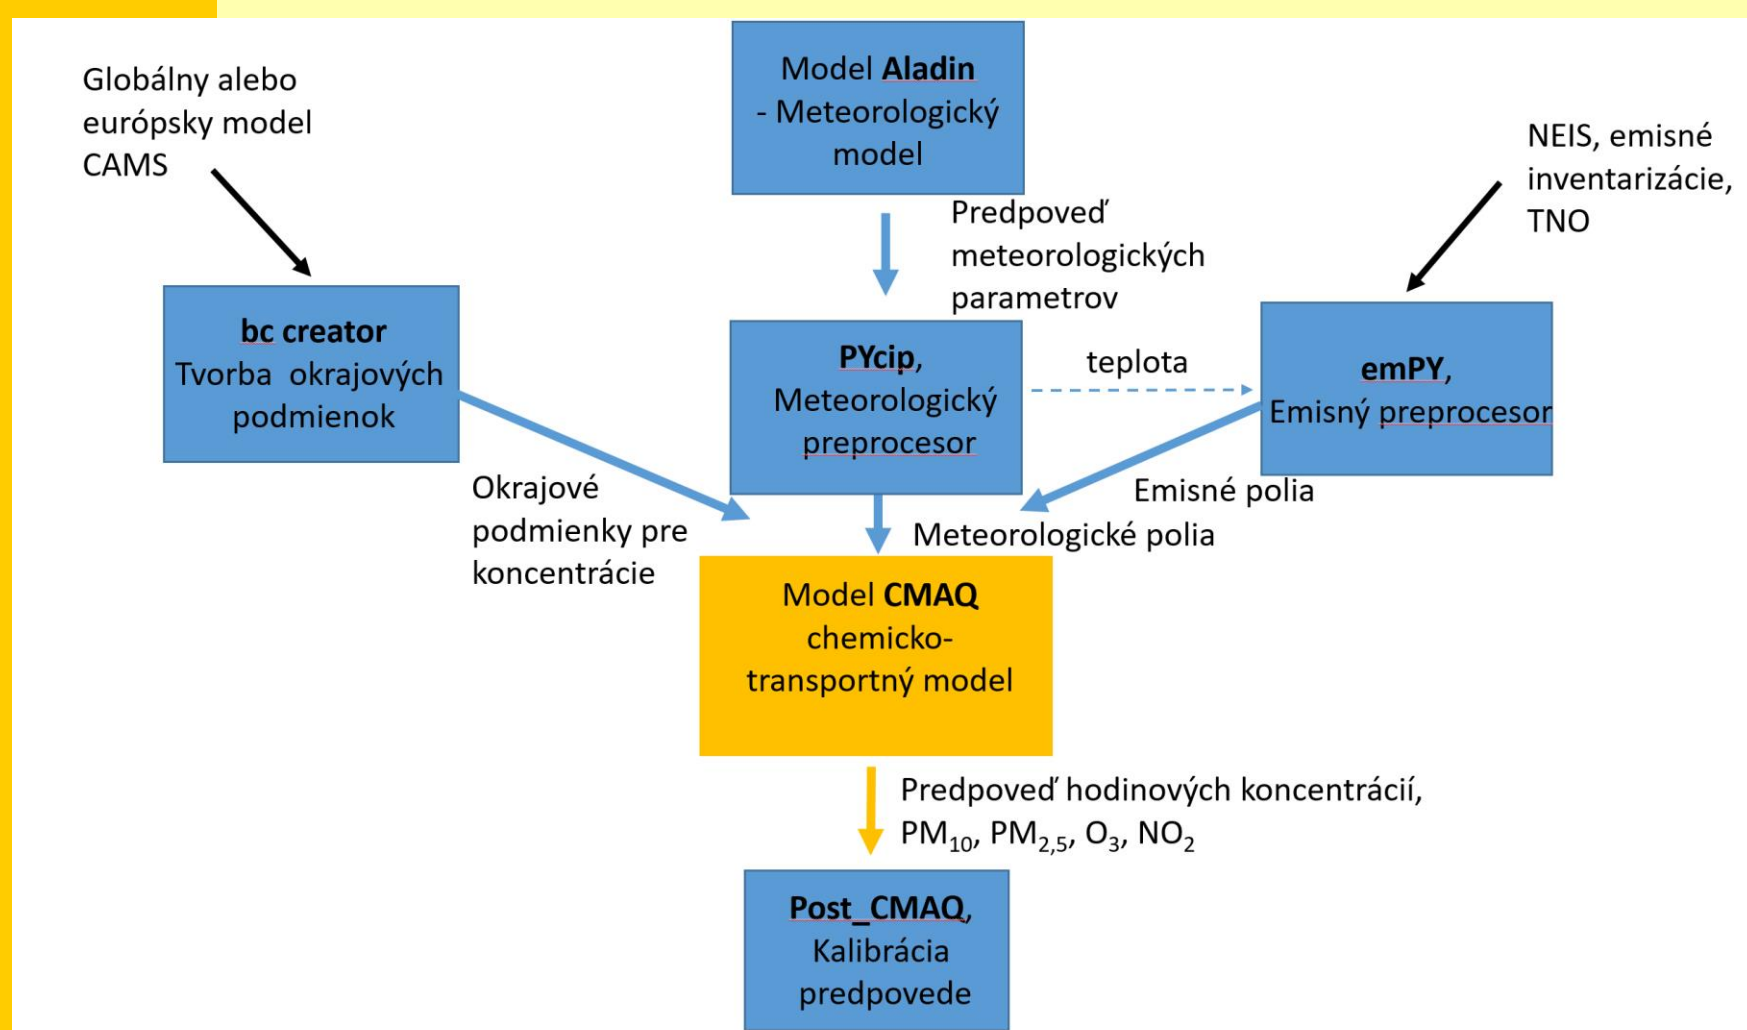 Globálny alebo
európsky model
CAMS
Model Aladin
- Meteorologický
model
NEIS, emisné
inventarizácie,
TNO
Predpoveď
meteorologických
parametrov
bc creator
Tvorba okrajových
podmienok
PYcip,
Meteorologický
preprocesor
teplota
emPY,
Emisný preprocesor
Okrajové
podmienky pre
koncentrácie
Emisné polia
Meteorologické polia
Model CMAQ
chemicko-
transportný model
Predpoveď hodinových koncentrácií,
PM₁₀, PM₂,₅, O₃, NO₂
Post_CMAQ,
Kalibrácia
predpovede